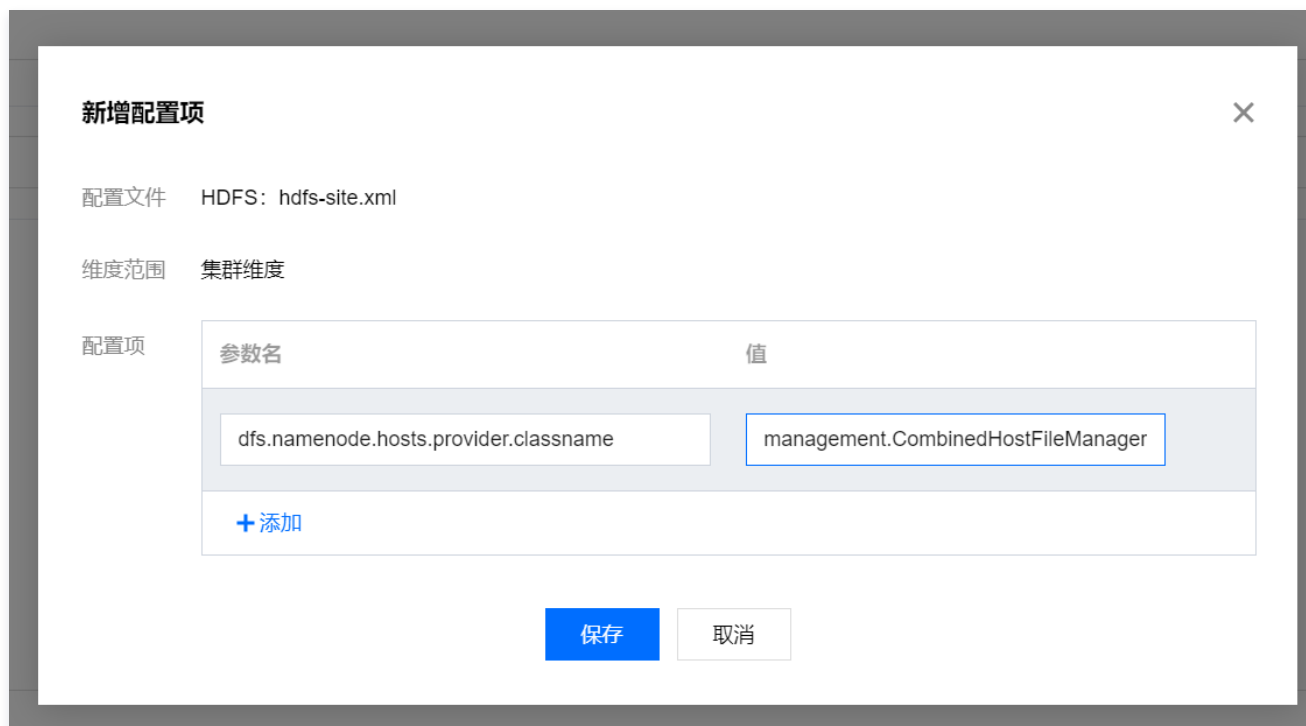 新增配置项
配置文件 HDFS：hdfs-site.xml
维度范围 集群维度
配置项 参数名 值
dfs.namenode.hosts.provider.classname management.CombinedHostFileManager
添加
保存 取消